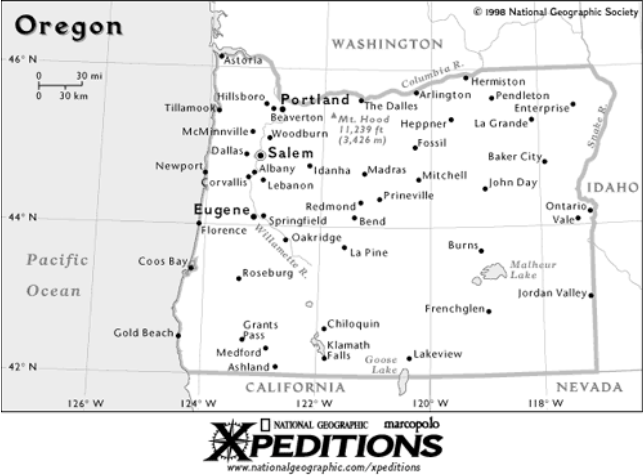 Oregon
© 1998 National Geographic Society
WASHINGTON
46° N
Astoria
Columbia R.
0 30 mi
0 30 km
Hermiston
Hillsboro
Portland
Arlington
Pendleton
Tillamook
Beaverton
The Dalles
Enterprise
Mt. Hood
11,239 ft
(3,426 m)
Heppner
La Grande
Snake R.
McMinnville
Woodburn
Fossil
Dallas
Salem
Baker City
Newport
Albany
Idanha
Madras
Mitchell
Corvallis
Lebanon
John Day
IDAHO
Prineville
Redmond
Ontario
Eugene
Springfield
Bend
Vale
44° N
Florence
Willamette R.
Oakridge
La Pine
Burns
Pacific
Ocean
Coos Bay
Roseburg
Malheur
Lake
Jordan Valley
Frenchglen
Gold Beach
Grants
Pass
Chiloquin
Medford
Klamath
Falls
Goose
Lake
Lakeview
Ashland
42° N
CALIFORNIA
NEVADA
126° W
124° W
122° W
120° W
118° W
NATIONAL GEOGRAPHIC marcopolo
XPEDITIONS
www.nationalgeographic.com/xpeditions